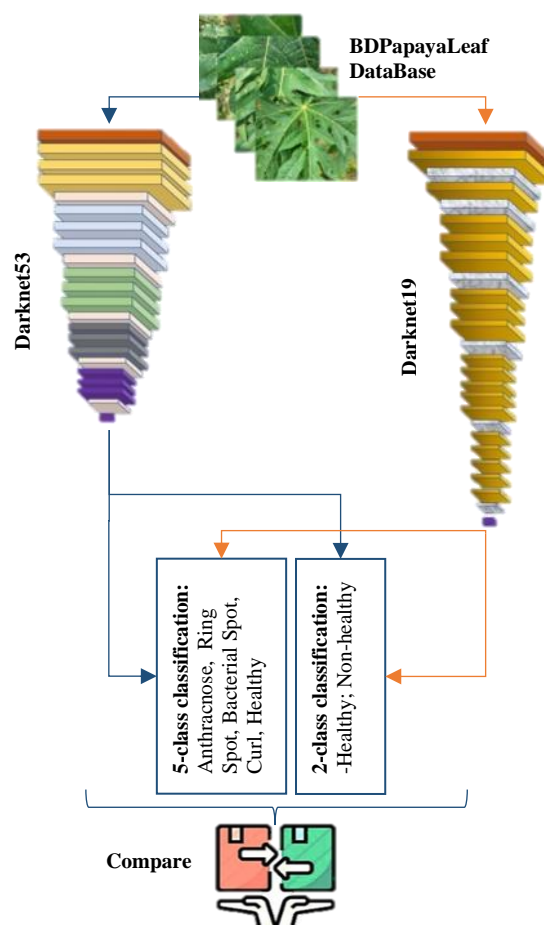 BDPapayaLeaf
DataBase
Darknet53
Darknet19
5-class classification:
Anthracnose, Ring
Spot, Bacterial Spot,
Curl, Healthy
2-class classification:
-Healthy; Non-healthy
Compare